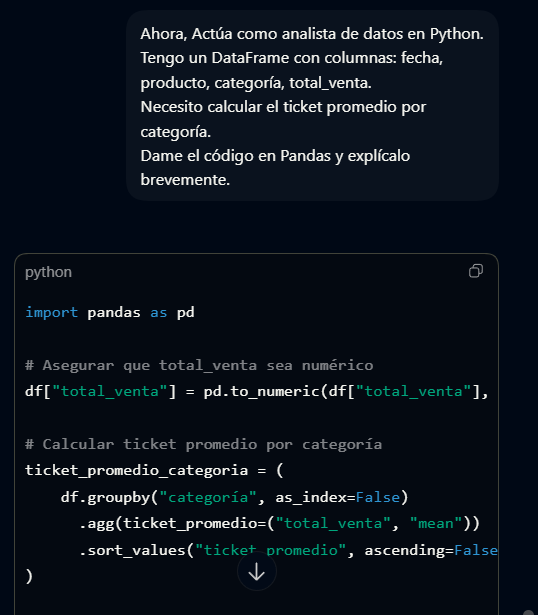 Ahora, Actúa como analista de datos en Python.
Tengo un DataFrame con columnas: fecha,
producto, categoría, total_venta.
Necesito calcular el ticket promedio por
categoría.
Dame el código en Pandas y explícalo
brevemente.
python
import pandas as pd
# Asegurar que total_venta sea numérico
df["total_venta"] = pd.to_numeric(df["total_venta"],
# Calcular ticket promedio por categoría
ticket_promedio_categoria = (
df.groupby("categoría", as_index=False)
.agg(ticket_promedio=("total_venta", "mean"))
.sort_values("ticket_promedio", ascending=False
)